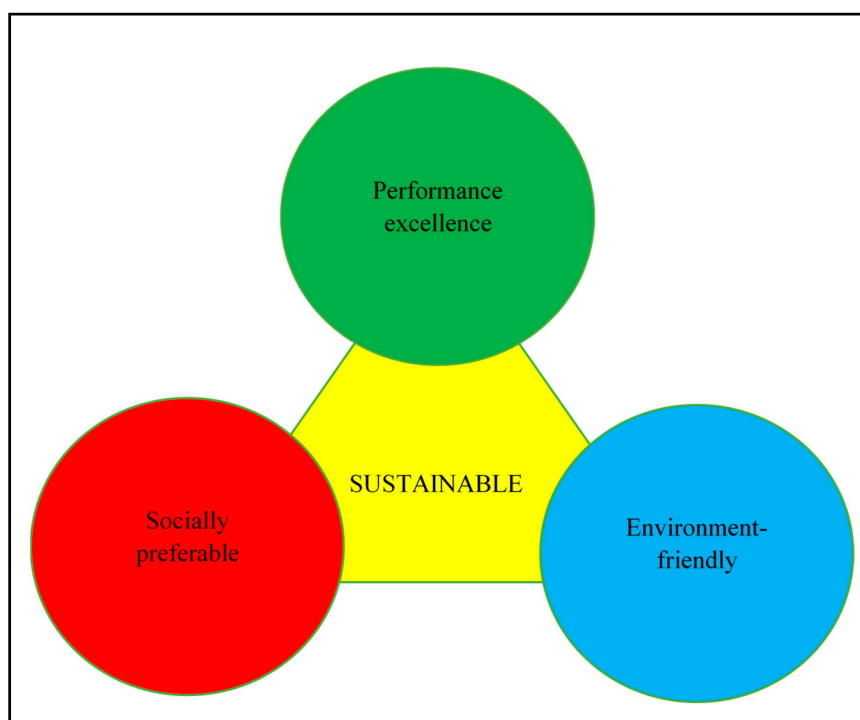 Performance
excellence
SUSTAINABLE
Socially
preferable
Environment-
friendly